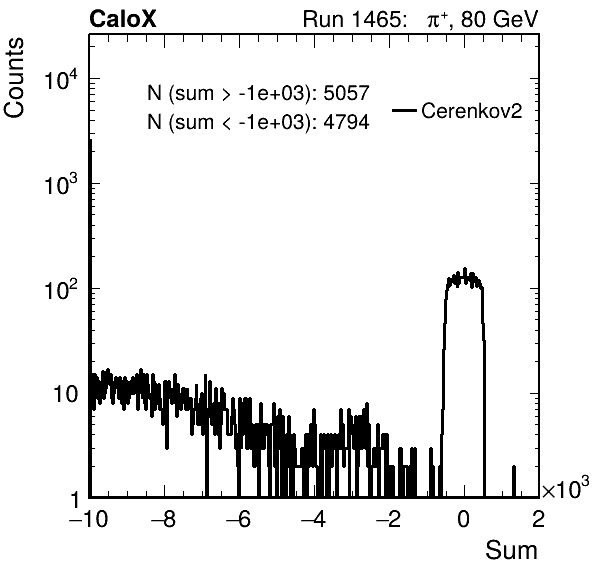 CaloX Run 1465: π⁺, 80 GeV
Counts
N (sum > -1e+03): 5057
N (sum < -1e+03): 4794
Cerenkov2
10⁴
10³
10²
10
1
−10 −8 −6 −4 −2 0 2
×10³
Sum